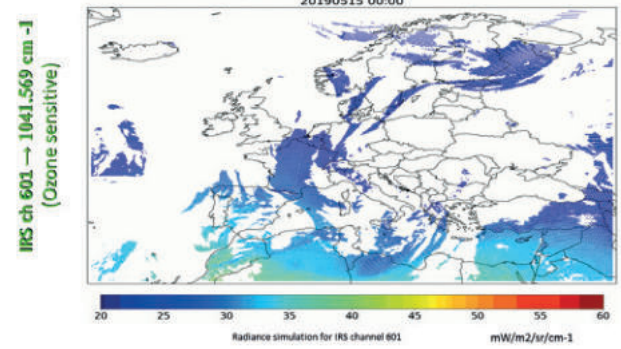 20190515 00:00
IRS ch 601 → 1041.569 cm -1
(Ozone sensitive)
20 25 30 35 40 45 50 55 60
Radiance simulation for IRS channel 601 mW/m2/sr/cm-1